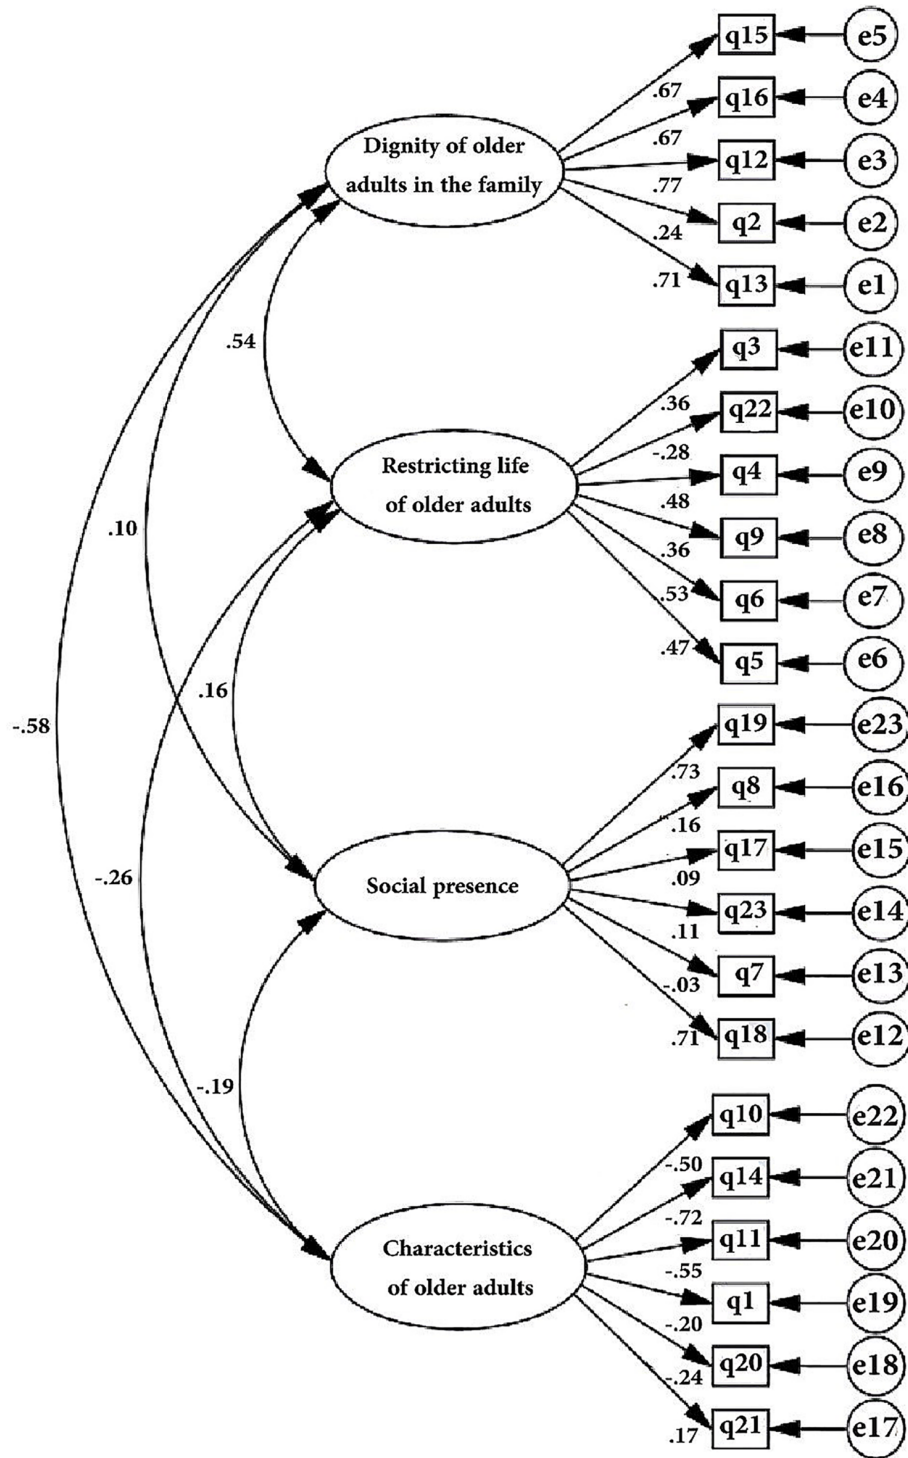 q15 e5
.67
q16 e4
.67
Dignity of older
adults in the family
q12 e3
.77
q2 e2
.24
q13 e1
.71
.54
q3 e11
.36
q22 e10
-.28
Restricting life
of older adults
q4 e9
.48
q9 e8
.36
q6 e7
.53
q5 e6
.47
.10
.16
-.58
q19 e23
.73
q8 e16
.16
q17 e15
.09
Social presence
-.26
q23 e14
.11
q7 e13
-.03
q18 e12
.71
-.19
q10 e22
-.50
q14 e21
-.72
Characteristics
of older adults
q11 e20
-.55
q1 e19
-.20
q20 e18
-.24
q21 e17
.17